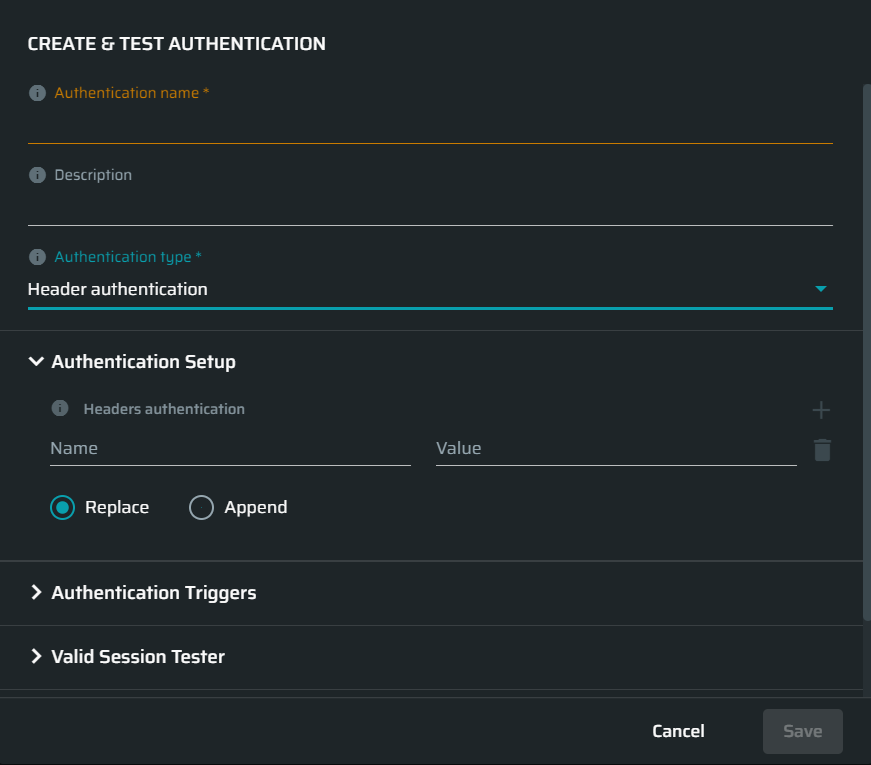 CREATE & TEST AUTHENTICATION
Authentication name *
Description
Authentication type *
Header authentication
Authentication Setup
Headers authentication
Name Value
Replace Append
Authentication Triggers
Valid Session Tester
Cancel Save